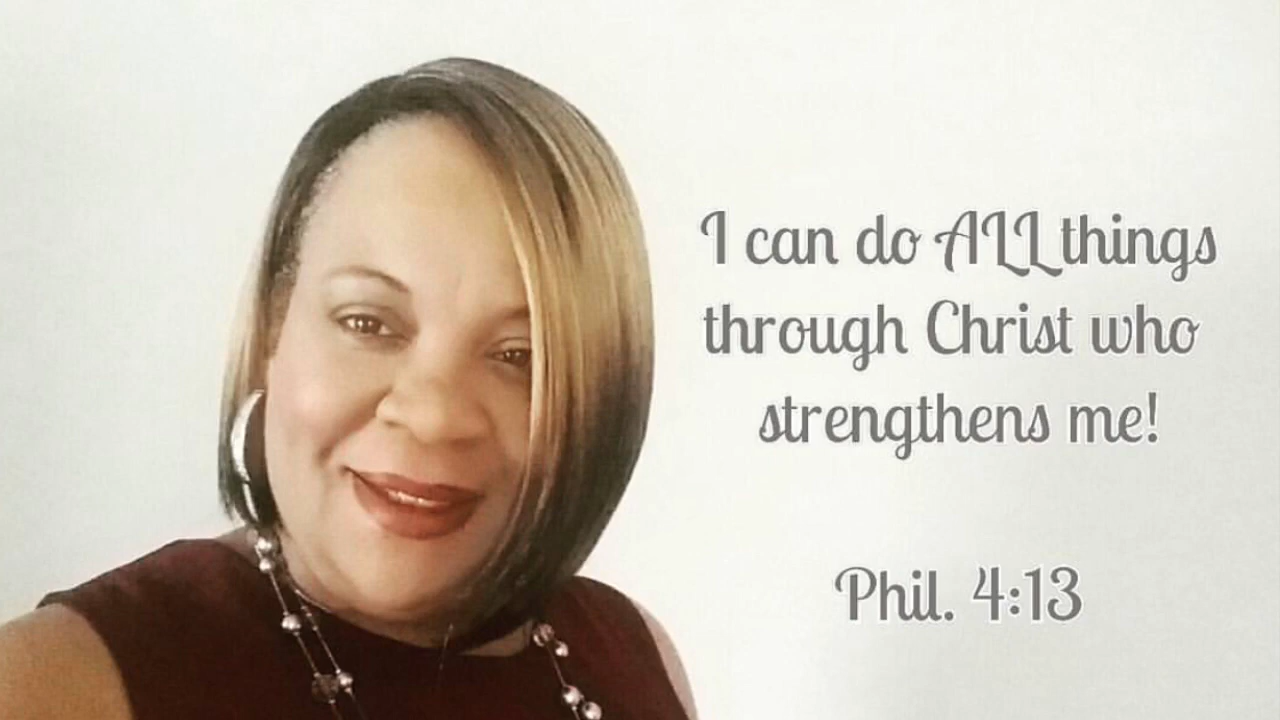 I can do ALL things
through Christ who
strengthens me!
Phil. 4:13